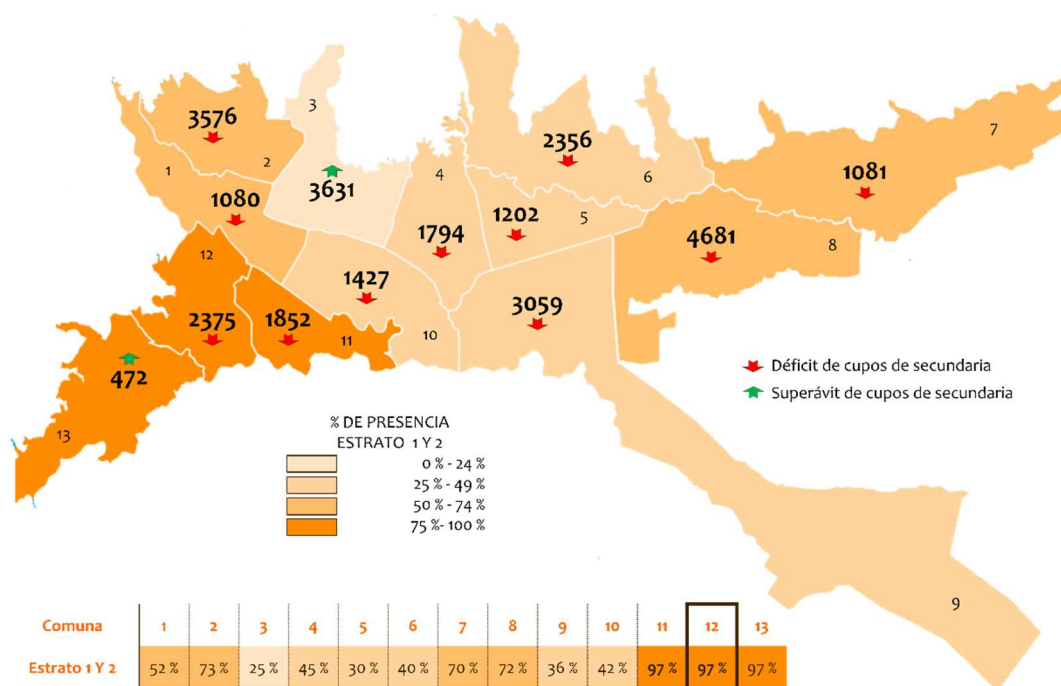 3
3576
2356
7
1
2
4
6
1081
3631
1080
1202
5
1794
4681
8
12
1427
3059
2375
1852
11
10
472
13
Déficit de cupos de secundaria
Superávit de cupos de secundaria
% DE PRESENCIA
ESTRATO 1 Y 2
0 % - 24 %
25 % - 49 %
50 % - 74 %
75 %- 100 %
9
Comuna 1 2 3 4 5 6 7 8 9 10 11 12 13
Estrato 1 Y 2 52 % 73 % 25 % 45 % 30 % 40 % 70 % 72 % 36 % 42 % 97 % 97 % 97 %